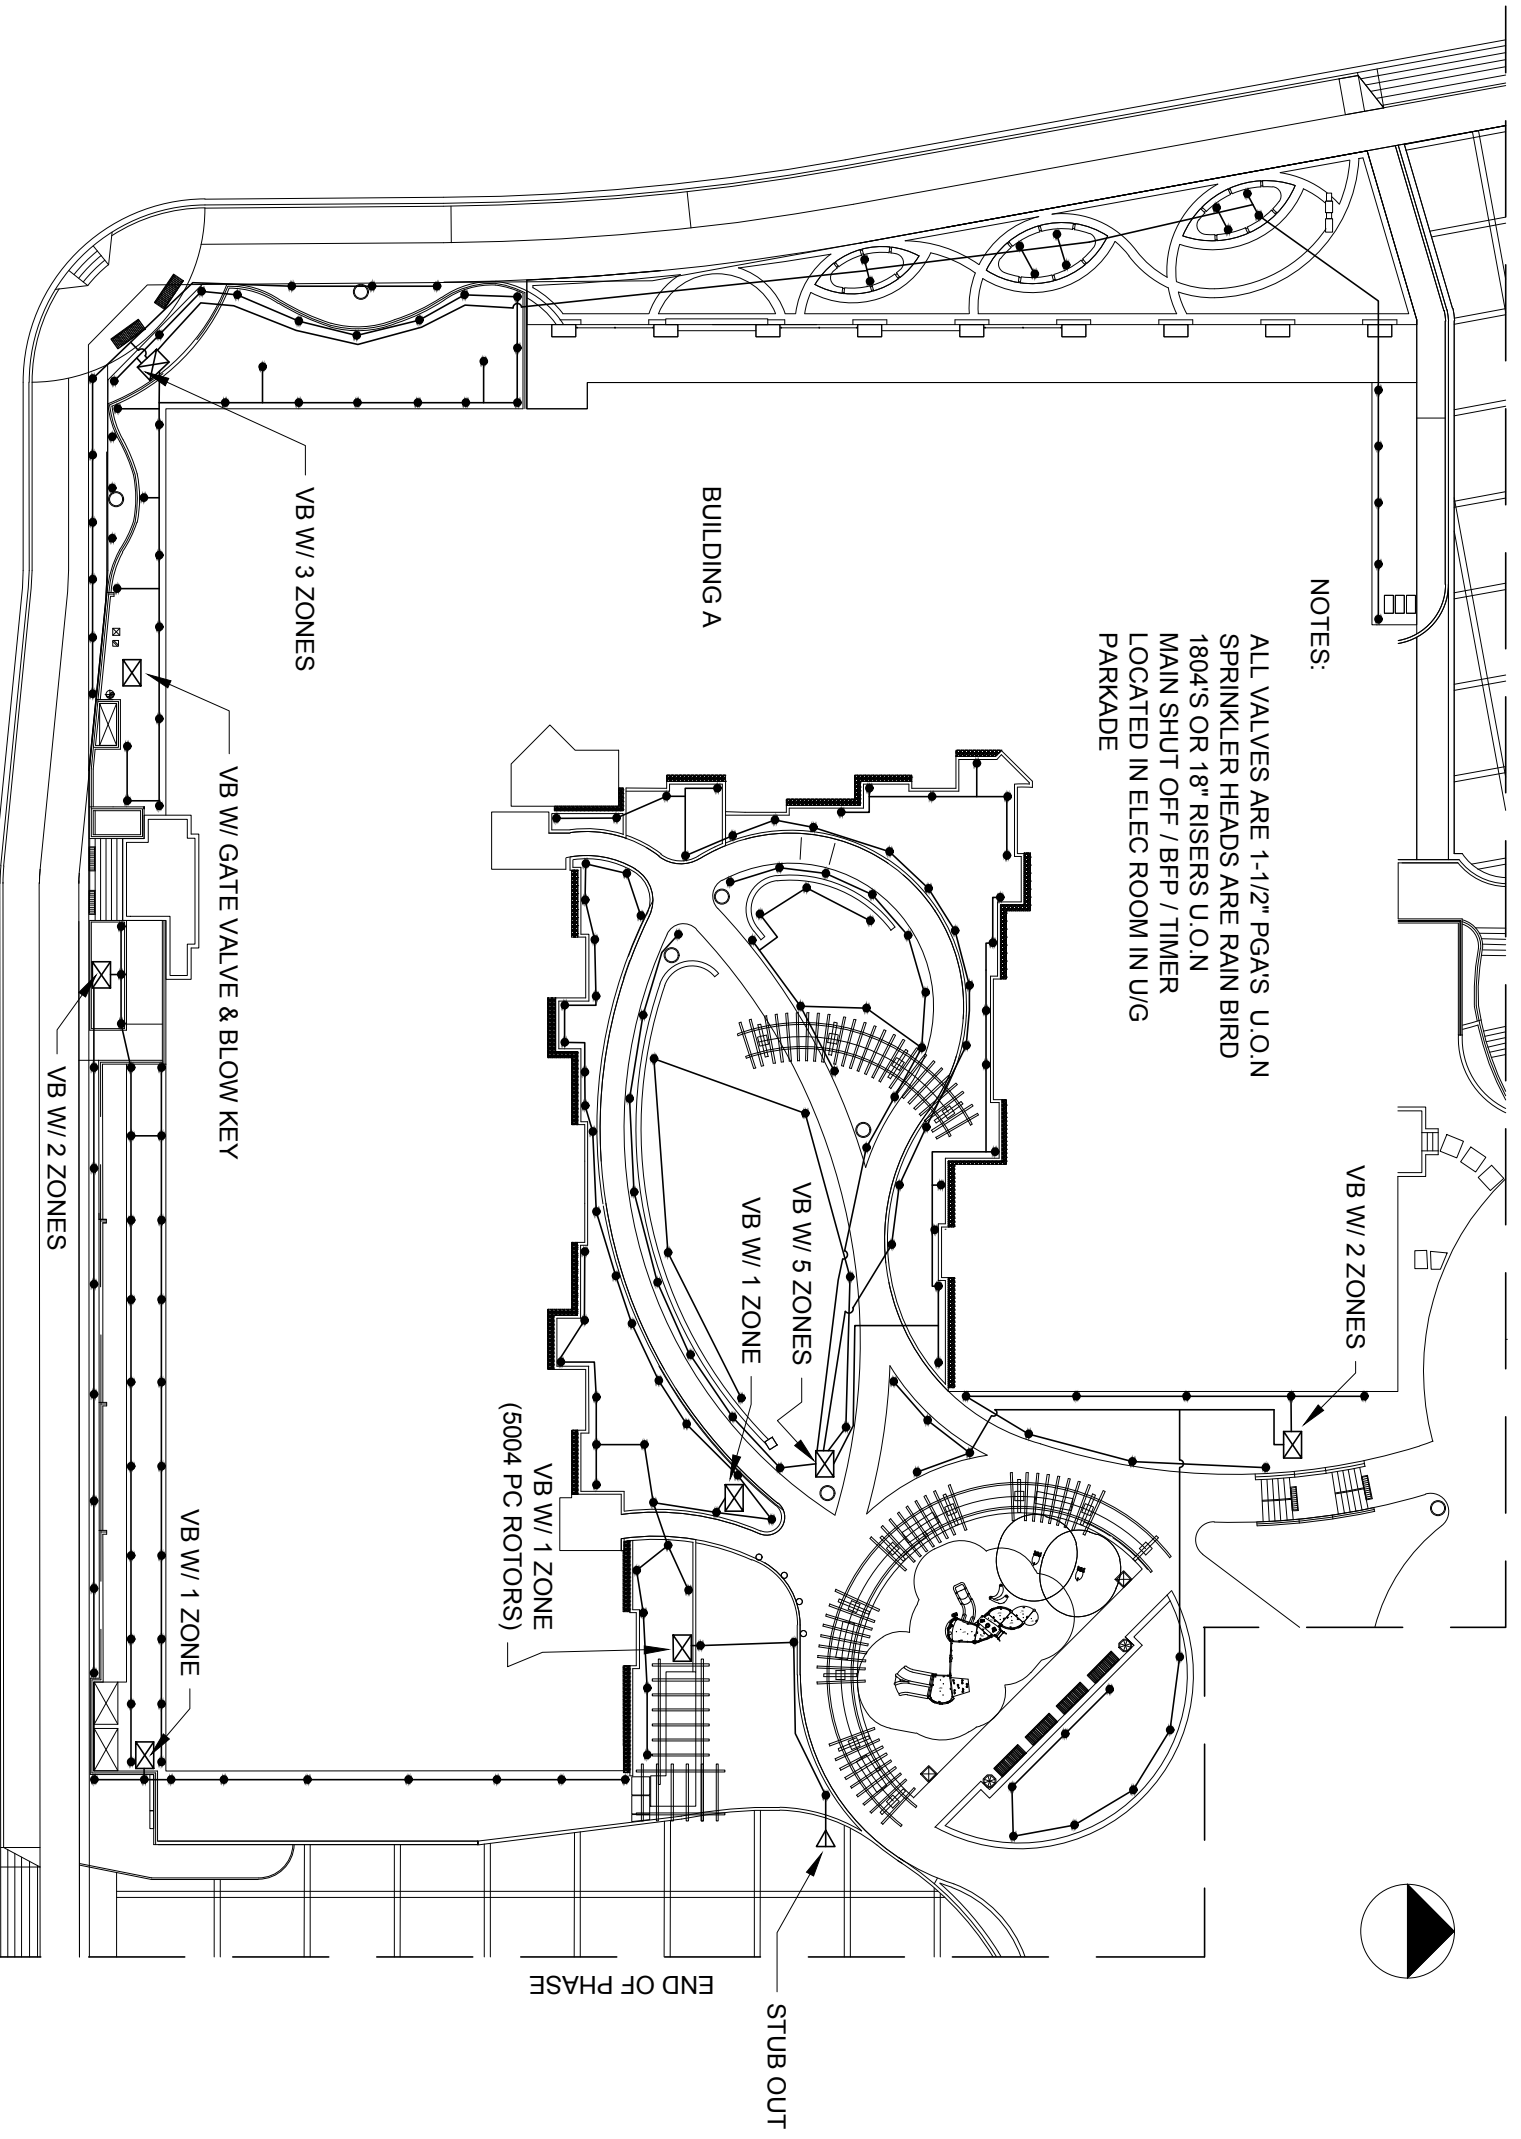 NOTES:
ALL VALVES ARE 1-1/2" PGA'S U.O.N
SPRINKLER HEADS ARE RAIN BIRD
1804'S OR 18" RISERS U.O.N
MAIN SHUT OFF / BFP / TIMER
LOCATED IN ELEC ROOM IN U/G
PARKADE
VB W/ 2 ZONES
BUILDING A
VB W/ 5 ZONES
VB W/ 1 ZONE
VB W/ 1 ZONE
(5004 PC ROTORS)
STUB OUT
END OF PHASE
VB W/ 3 ZONES
VB W/ GATE VALVE & BLOW KEY
VB W/ 1 ZONE
VB W/ 2 ZONES